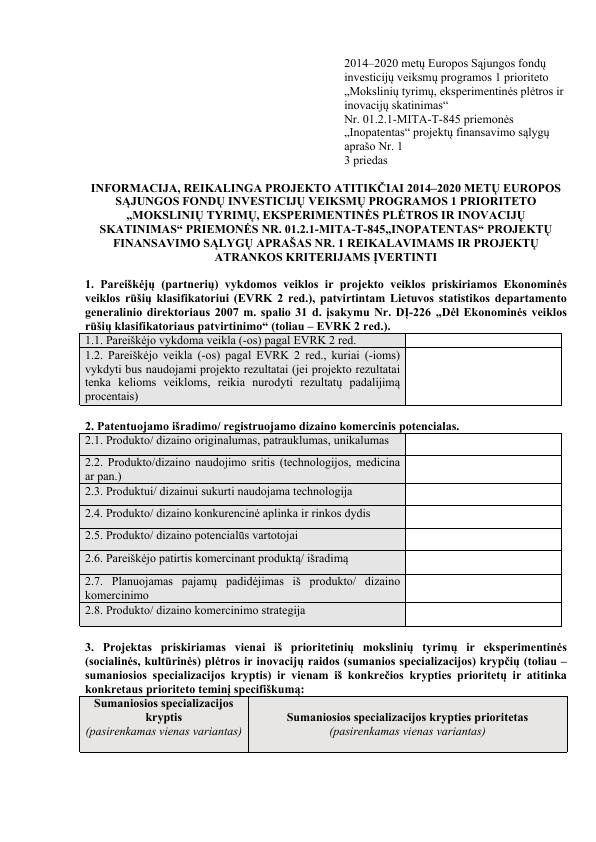 2014–2020 metų Europos Sąjungos fondų
investicijų veiksmų programos 1 prioriteto
„Mokslinių tyrimų, eksperimentinės plėtros ir
inovacijų skatinimas“
Nr. 01.2.1-MITA-T-845 priemonės
„Inopatentas“ projektų finansavimo sąlygų
aprašo Nr. 1
3 priedas
INFORMACIJA, REIKALINGA PROJEKTO ATITIKČIAI 2014–2020 METŲ EUROPOS
SĄJUNGOS FONDŲ INVESTICIJŲ VEIKSMŲ PROGRAMOS 1 PRIORITETO
„MOKSLINIŲ TYRIMŲ, EKSPERIMENTINĖS PLĖTROS IR INOVACIJŲ
SKATINIMAS“ PRIEMONĖS NR. 01.2.1-MITA-T-845„INOPATENTAS“ PROJEKTŲ
FINANSAVIMO SĄLYGŲ APRAŠAS NR. 1 REIKALAVIMAMS IR PROJEKTŲ
ATRANKOS KRITERIJAMS ĮVERTINTI
1. Pareiškėjų (partnerių) vykdomos veiklos ir projekto veiklos priskiriamos Ekonominės
veiklos rūšių klasifikatoriui (EVRK 2 red.), patvirtintam Lietuvos statistikos departamento
generalinio direktoriaus 2007 m. spalio 31 d. įsakymu Nr. DĮ-226 „Dėl Ekonominės veiklos
rūšių klasifikatoriaus patvirtinimo“ (toliau – EVRK 2 red.).
1.1. Pareiškėjo vykdoma veikla (-os) pagal EVRK 2 red.
1.2. Pareiškėjo veikla (-os) pagal EVRK 2 red., kuriai (-ioms)
vykdyti bus naudojami projekto rezultatai (jei projekto rezultatai
tenka kelioms veikloms, reikia nurodyti rezultatų padalijimą
procentais)
2. Patentuojamo išradimo/ registruojamo dizaino komercinis potencialas.
2.1. Produkto/ dizaino originalumas, patrauklumas, unikalumas
2.2. Produkto/dizaino naudojimo sritis (technologijos, medicina
ar pan.)
2.3. Produktui/ dizainui sukurti naudojama technologija
2.4. Produkto/ dizaino konkurencinė aplinka ir rinkos dydis
2.5. Produkto/ dizaino potencialūs vartotojai
2.6. Pareiškėjo patirtis komercinant produktą/ išradimą
2.7. Planuojamas pajamų padidėjimas iš produkto/ dizaino
komercinimo
2.8. Produkto/ dizaino komercinimo strategija
3. Projektas priskiriamas vienai iš prioritetinių mokslinių tyrimų ir eksperimentinės
(socialinės, kultūrinės) plėtros ir inovacijų raidos (sumanios specializacijos) krypčių (toliau –
sumaniosios specializacijos kryptis) ir vienam iš konkrečios krypties prioritetų ir atitinka
konkretaus prioriteto teminį specifiškumą:
Sumaniosios specializacijos
kryptis
(pasirenkamas vienas variantas)
Sumaniosios specializacijos krypties prioritetas
(pasirenkamas vienas variantas)